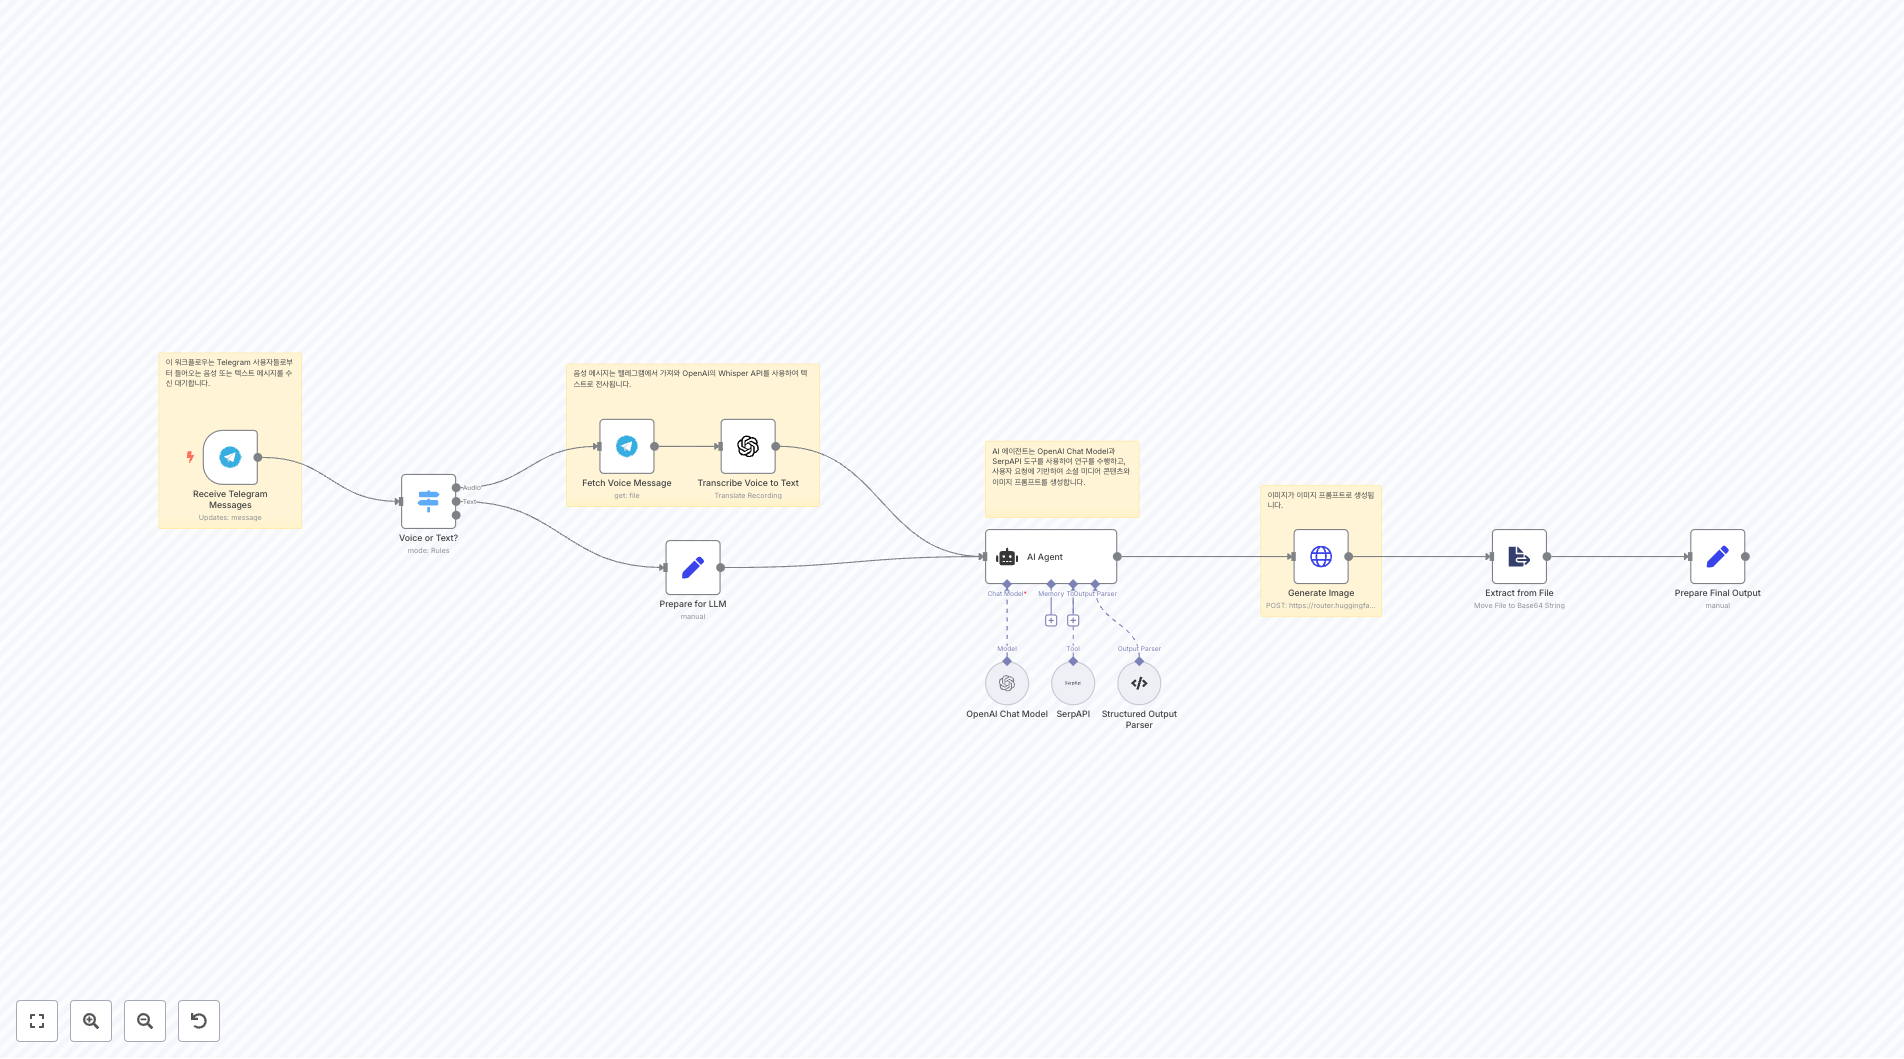 이 워크플로우는 Telegram 사용자들로부
터 들어오는 음성 또는 텍스트 메시지를 수
신 대기합니다.
Receive Telegram
Messages
Updates: message
Voice or Text?
mode: Rules
Audio
Text
음성 메시지는 텔레그램에서 가져와 OpenAI의 Whisper API를 사용하여 텍
스트로 전사됩니다.
Fetch Voice Message
get: file
Transcribe Voice to Text
Translate Recording
Prepare for LLM
manual
AI 에이전트는 OpenAI Chat Model과
SerpAPI 도구를 사용하여 연구를 수행하고,
사용자 요청에 기반하여 소셜 미디어 콘텐츠와
이미지 프롬프트를 생성합니다.
AI Agent
Chat Model*
Memory
Output Parser
Model
Tool
Output Parser
OpenAI Chat Model
SerpApi
SerpAPI
Structured Output
Parser
이미지가 이미지 프롬프트로 생성됩
니다.
Generate Image
POST: https://router.huggingfa...
Extract from File
Move File to Base64 String
Prepare Final Output
manual